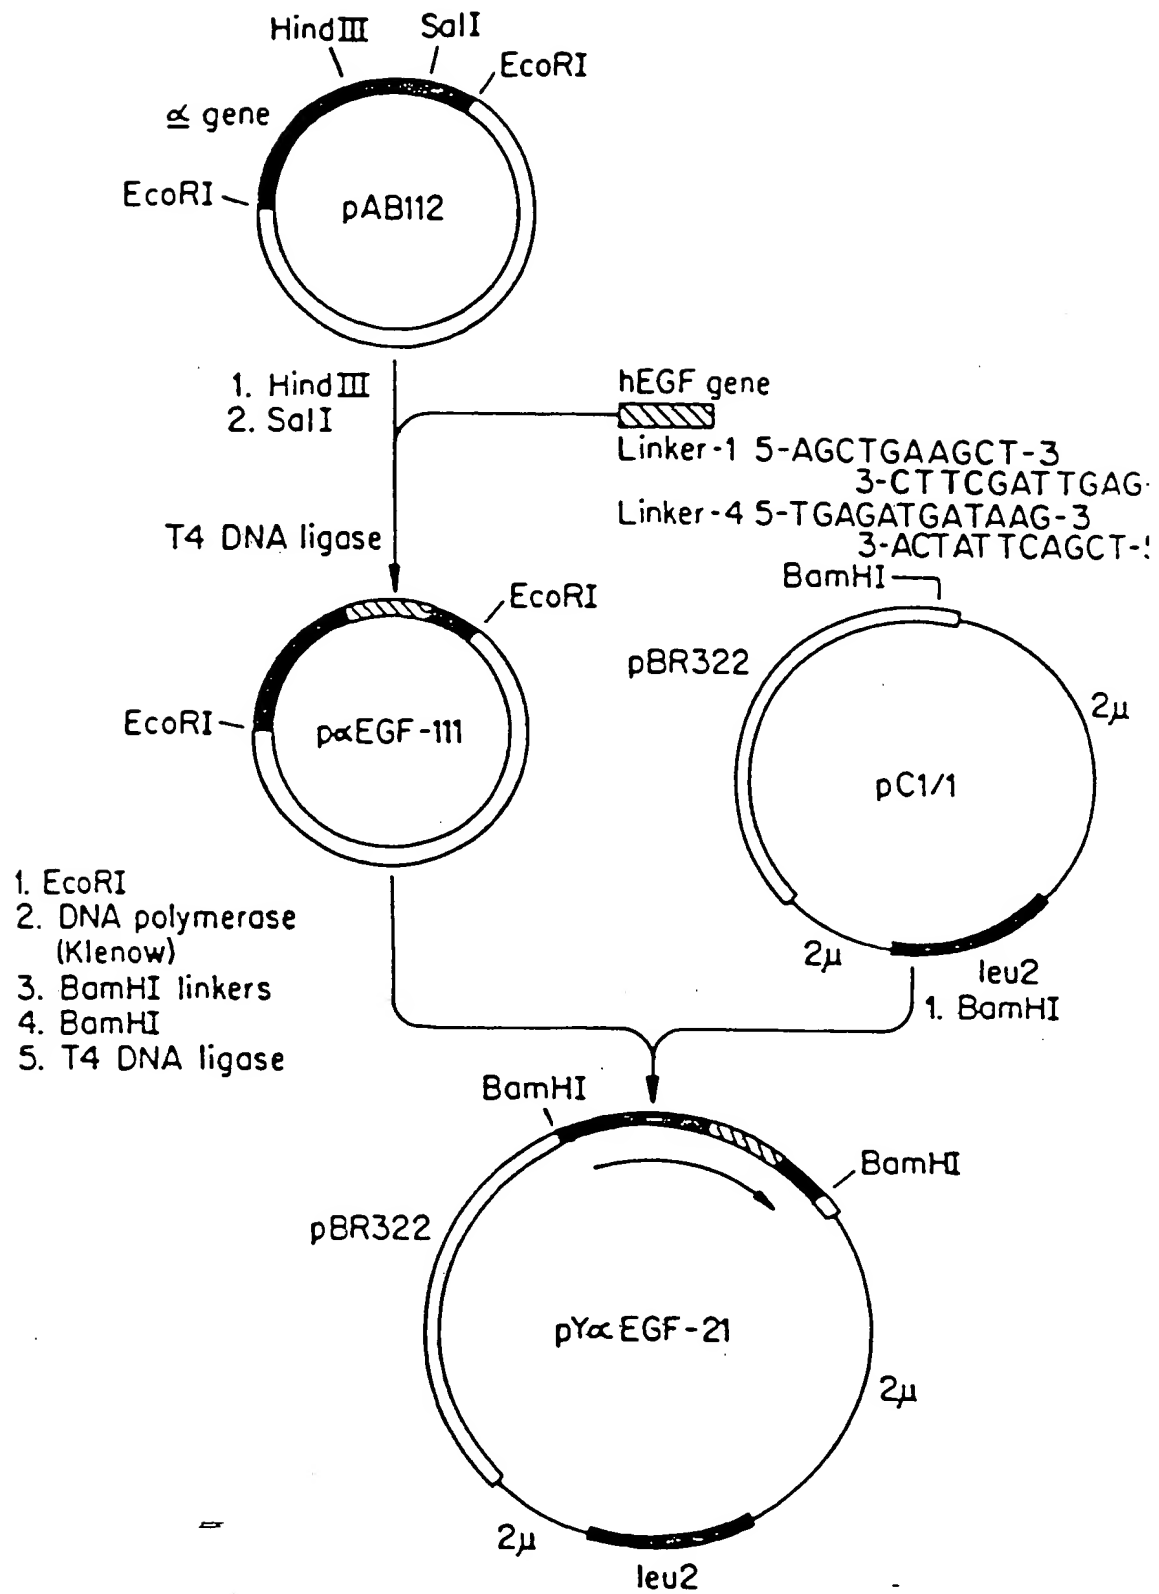 HindIII
SalI
EcoRI
α gene
EcoRI
pAB112
1. HindIII
2. SalI
hEGF gene
Linker-1 5-AGCTGAAGCT-3
3-CTTCGATTGAG-
Linker-4 5-TGAGATGATAAG-3
3-ACTATTCAGCT-
T4 DNA ligase
BamHI
EcoRI
pBR322
2μ
EcoRI
pαEGF-111
pC1/1
1. EcoRI
2. DNA polymerase
(Klenow)
3. BamHI linkers
4. BamHI
5. T4 DNA ligase
2μ
leu2
1. BamHI
BamHI
BamHI
pBR322
pYαEGF-21
2μ
2μ
leu2